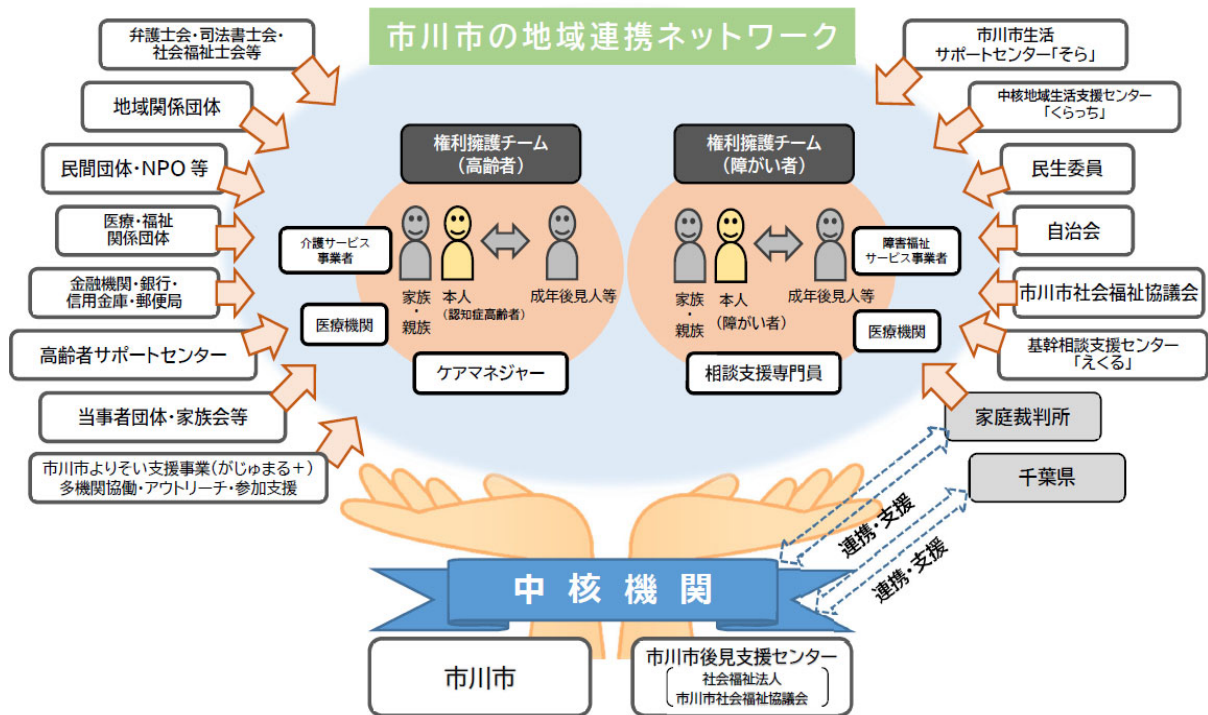 市川市の地域連携ネットワーク
弁護士会・司法書士会・
社会福祉士会等
地域関係団体
民間団体・NPO 等
医療・福祉
関係団体
金融機関・銀行・
信用金庫・郵便局
高齢者サポートセンター
当事者団体・家族会等
市川市よりそい支援事業(がじゅまる+)
多機関協働・アウトリーチ・参加支援
権利擁護チーム
(高齢者)
介護サービス
事業者
医療機関
家族
・
親族
本人
(認知症高齢者)
成年後見人等
ケアマネジャー
権利擁護チーム
(障がい者)
家族
・
親族
本人
(障がい者)
成年後見人等
障害福祉
サービス事業者
医療機関
相談支援専門員
市川市生活
サポートセンター「そら」
中核地域生活支援センター
「くらっち」
民生委員
自治会
市川市社会福祉協議会
基幹相談支援センター
「えくる」
家庭裁判所
千葉県
連携・支援
連携・支援
中核機関
市川市
市川市後見支援センター
社会福祉法人
市川市社会福祉協議会